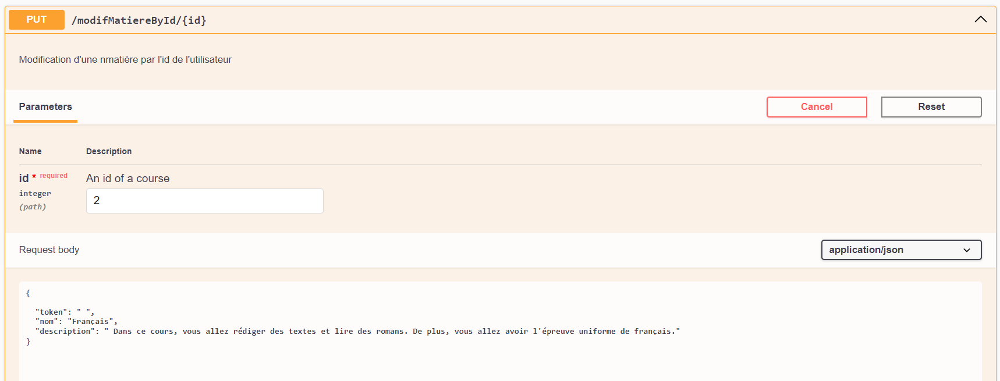 PUT /modifMatiereById/{id}
Modification d'une nmatière par l'id de l'utilisateur
Parameters Cancel Reset
Name Description
id * required An id of a course
integer 2
(path)
Request body application/json
{
"token": " ",
"nom": "Français",
"description": " Dans ce cours, vous allez rédiger des textes et lire des romans. De plus, vous allez avoir l'épreuve uniforme de français."
}